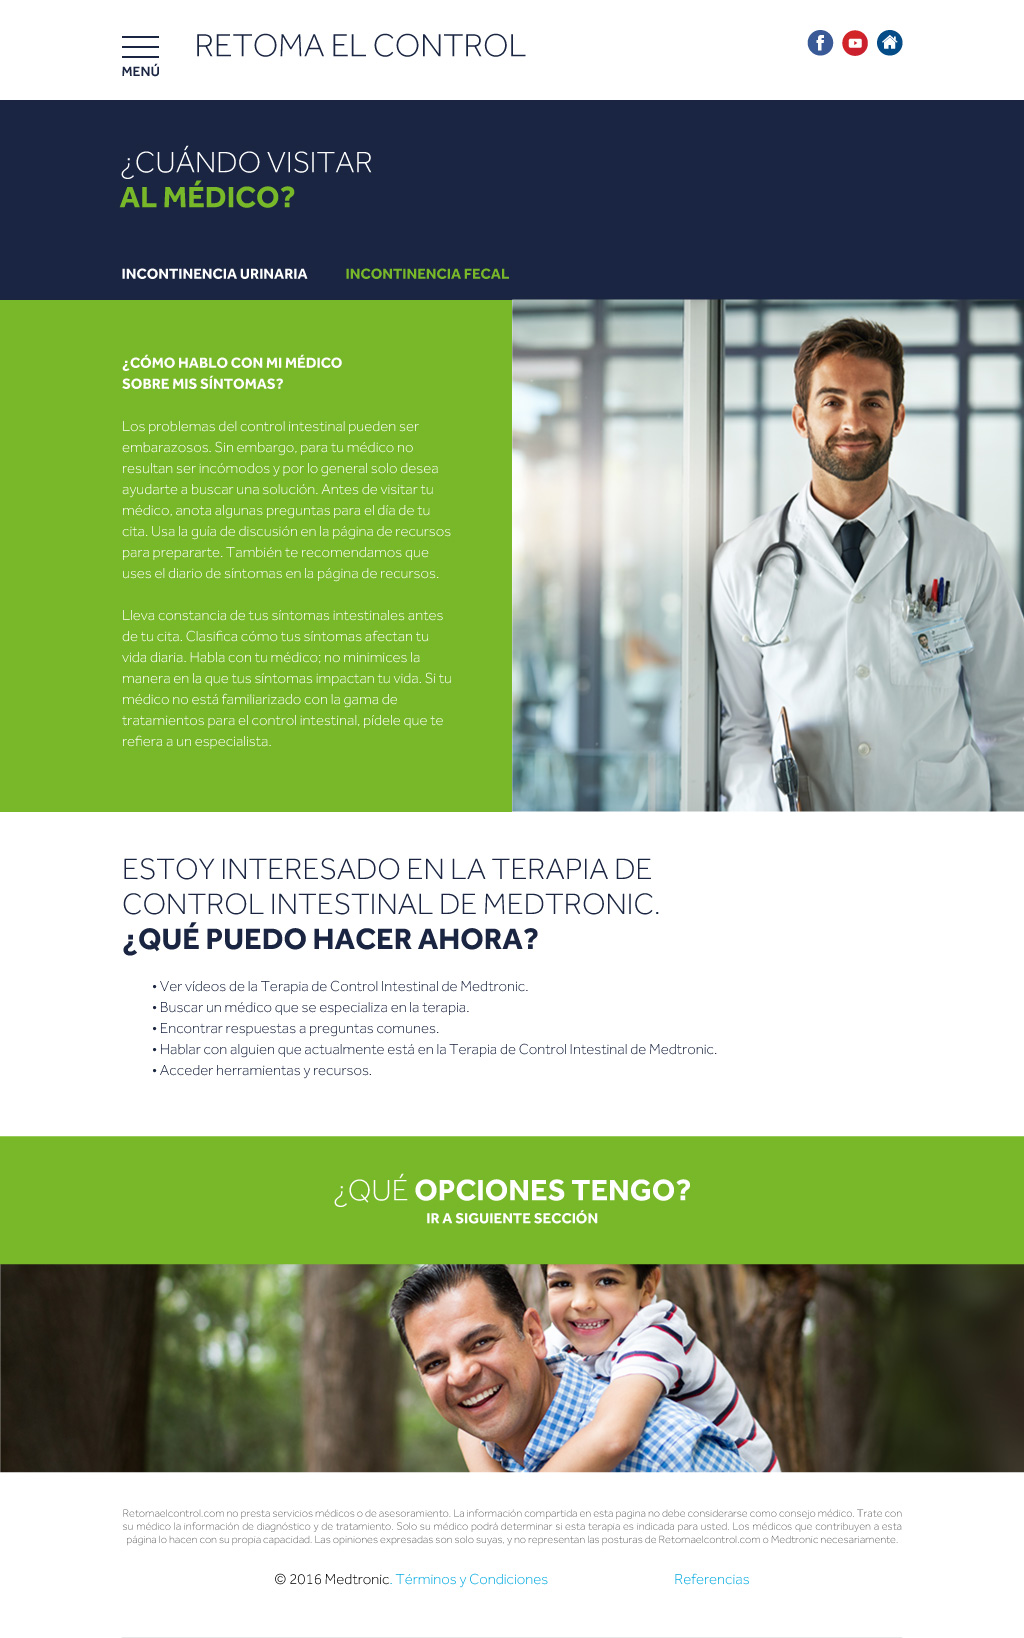 MENÚ
RETOMA EL CONTROL
¿CUÁNDO VISITAR
AL MÉDICO?
INCONTINENCIA URINARIA
INCONTINENCIA FECAL
¿CÓMO HABLO CON MI MÉDICO
SOBRE MIS SÍNTOMAS?
Los problemas del control intestinal pueden ser
embarazosos. Sin embargo, para tu médico no
resultan ser incómodos y por lo general solo desea
ayudarte a buscar una solución. Antes de visitar tu
médico, anota algunas preguntas para el día de tu
cita. Usa la guía de discusión en la página de recursos
para prepararte. También te recomendamos que
uses el diario de síntomas en la página de recursos.
Lleva constancia de tus síntomas intestinales antes
de tu cita. Clasifica cómo tus síntomas afectan tu
vida diaria. Habla con tu médico; no minimices la
manera en la que tus síntomas impactan tu vida. Si tu
médico no está familiarizado con la gama de
tratamientos para el control intestinal, pídele que te
refiera a un especialista.
ESTOY INTERESADO EN LA TERAPIA DE
CONTROL INTESTINAL DE MEDTRONIC.
¿QUÉ PUEDO HACER AHORA?
• Ver vídeos de la Terapia de Control Intestinal de Medtronic.
• Buscar un médico que se especializa en la terapia.
• Encontrar respuestas a preguntas comunes.
• Hablar con alguien que actualmente está en la Terapia de Control Intestinal de Medtronic.
• Acceder herramientas y recursos.
¿QUÉ OPCIONES TENGO?
IR A SIGUIENTE SECCIÓN
Retomaelcontrol.com no presta servicios médicos o de asesoramiento. La información compartida en esta pagina no debe considerarse como consejo médico. Trate con
su médico la información de diagnóstico y de tratamiento. Solo su médico podrá determinar si esta terapia es indicada para usted. Los médicos que contribuyen a esta
página lo hacen con su propia capacidad. Las opiniones expresadas son solo suyas, y no representan las posturas de Retomaelcontrol.com o Medtronic necesariamente.
© 2016 Medtronic. Términos y Condiciones
Referencias